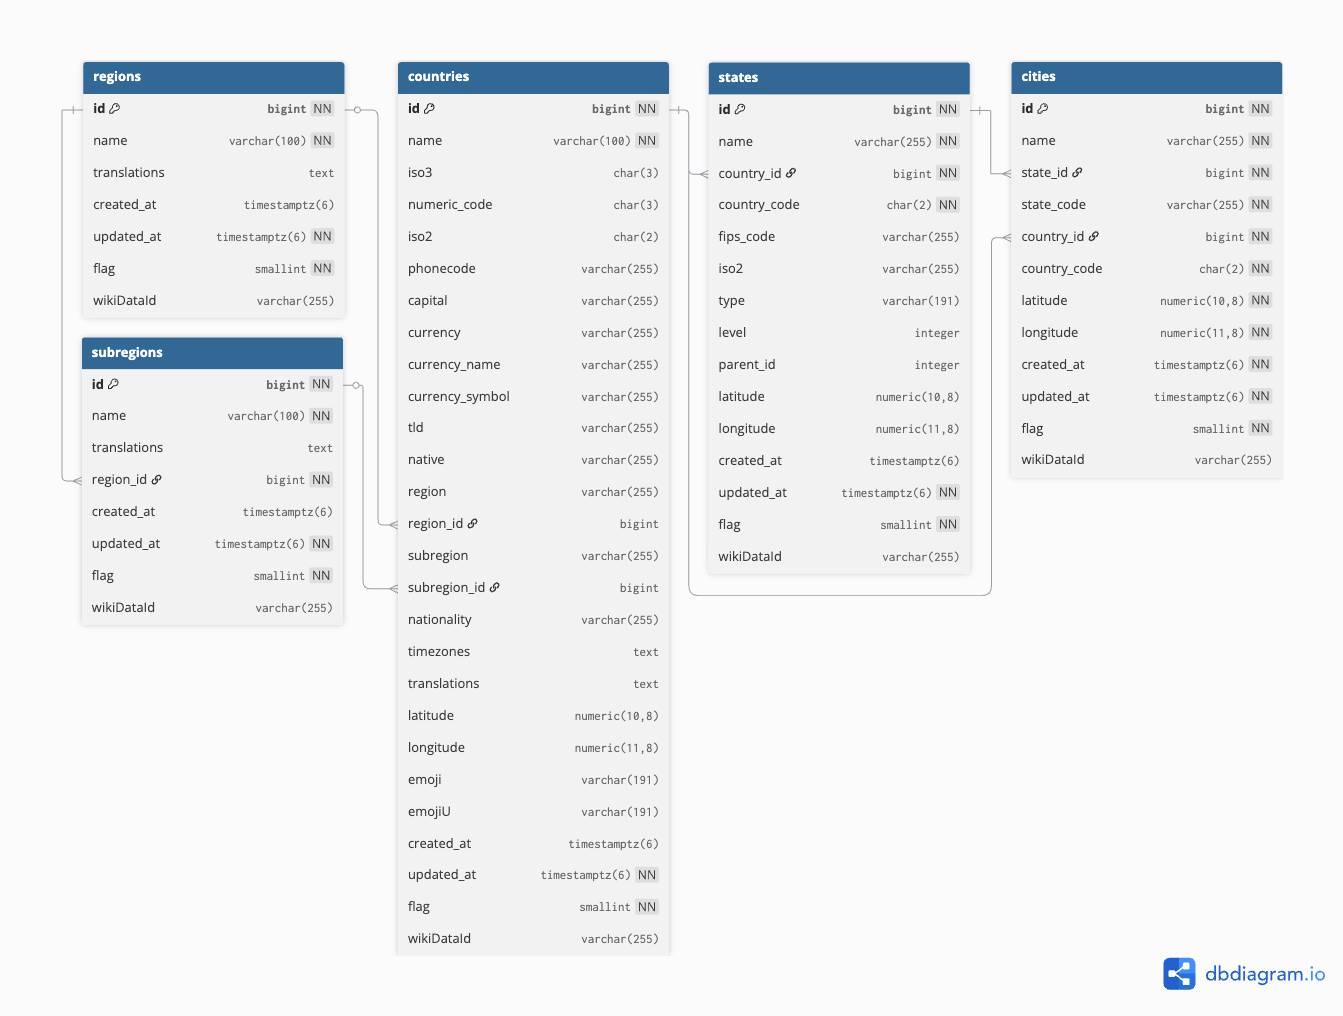 regions
id bigint NN
name varchar(100) NN
translations text
created_at timestamptz(6)
updated_at timestamptz(6) NN
flag smallint NN
wikiDataId varchar(255)
subregions
id bigint NN
name varchar(100) NN
translations text
region_id bigint NN
created_at timestamptz(6)
updated_at timestamptz(6) NN
flag smallint NN
wikiDataId varchar(255)
countries
id bigint NN
name varchar(100) NN
iso3 char(3)
numeric_code char(3)
iso2 char(2)
phonecode varchar(255)
capital varchar(255)
currency varchar(255)
currency_name varchar(255)
currency_symbol varchar(255)
tld varchar(255)
native varchar(255)
region varchar(255)
region_id bigint
subregion varchar(255)
subregion_id bigint
nationality varchar(255)
timezones text
translations text
latitude numeric(10,8)
longitude numeric(11,8)
emoji varchar(191)
emojiU varchar(191)
created_at timestamptz(6)
updated_at timestamptz(6) NN
flag smallint NN
wikiDataId varchar(255)
states
id bigint NN
name varchar(255) NN
country_id bigint NN
country_code char(2) NN
fips_code varchar(255)
iso2 varchar(255)
type varchar(191)
level integer
parent_id integer
latitude numeric(10,8)
longitude numeric(11,8)
created_at timestamptz(6)
updated_at timestamptz(6) NN
flag smallint NN
wikiDataId varchar(255)
cities
id bigint NN
name varchar(255) NN
state_id bigint NN
state_code varchar(255) NN
country_id bigint NN
country_code char(2) NN
latitude numeric(10,8) NN
longitude numeric(11,8) NN
created_at timestamptz(6) NN
updated_at timestamptz(6) NN
flag smallint NN
wikiDataId varchar(255)
dbdiagram.io